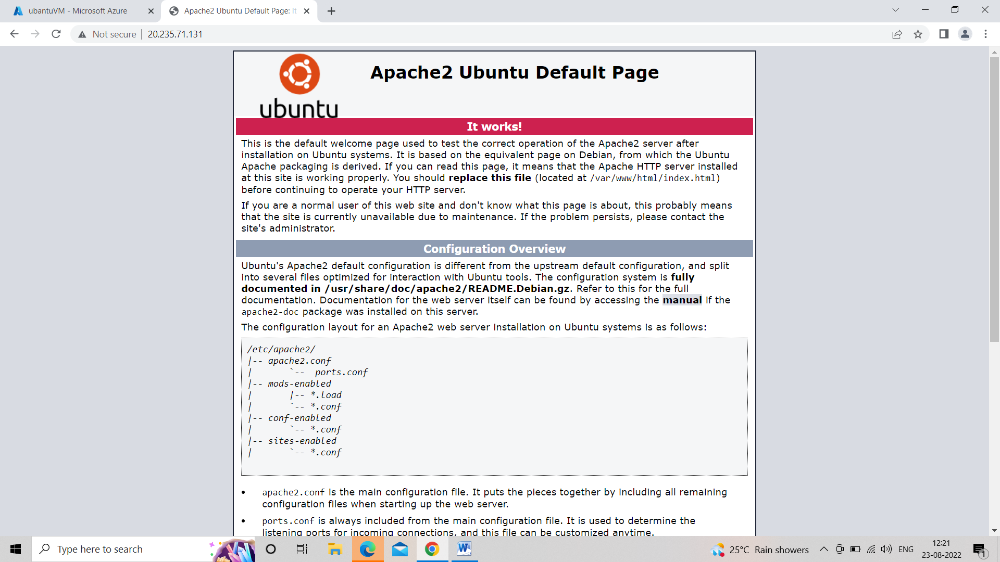 ubantuVM - Microsoft Azure
Apache2 Ubuntu Default Page: It
Not secure | 20.235.71.131
Apache2 Ubuntu Default Page
ubuntu
It works!
This is the default welcome page used to test the correct operation of the Apache2 server after
installation on Ubuntu systems. It is based on the equivalent page on Debian, from which the Ubuntu
Apache packaging is derived. If you can read this page, it means that the Apache HTTP server installed
at this site is working properly. You should replace this file (located at /var/www/html/index.html)
before continuing to operate your HTTP server.
If you are a normal user of this web site and don't know what this page is about, this probably means
that the site is currently unavailable due to maintenance. If the problem persists, please contact the
site's administrator.
Configuration Overview
Ubuntu's Apache2 default configuration is different from the upstream default configuration, and split
into several files optimized for interaction with Ubuntu tools. The configuration system is fully
documented in /usr/share/doc/apache2/README.Debian.gz. Refer to this for the full
documentation. Documentation for the web server itself can be found by accessing the manual if the
apache2-doc package was installed on this server.
The configuration layout for an Apache2 web server installation on Ubuntu systems is as follows:
/etc/apache2/
|-- apache2.conf
|       `--  ports.conf
|-- mods-enabled
|       |-- *.load
|       `-- *.conf
|-- conf-enabled
|       `-- *.conf
|-- sites-enabled
|       `-- *.conf
• apache2.conf is the main configuration file. It puts the pieces together by including all remaining
configuration files when starting up the web server.
• ports.conf is always included from the main configuration file. It is used to determine the
listening ports for incoming connections, and this file can be customized anytime.
Type here to search
25°C Rain showers
ENG
12:21
23-08-2022
1